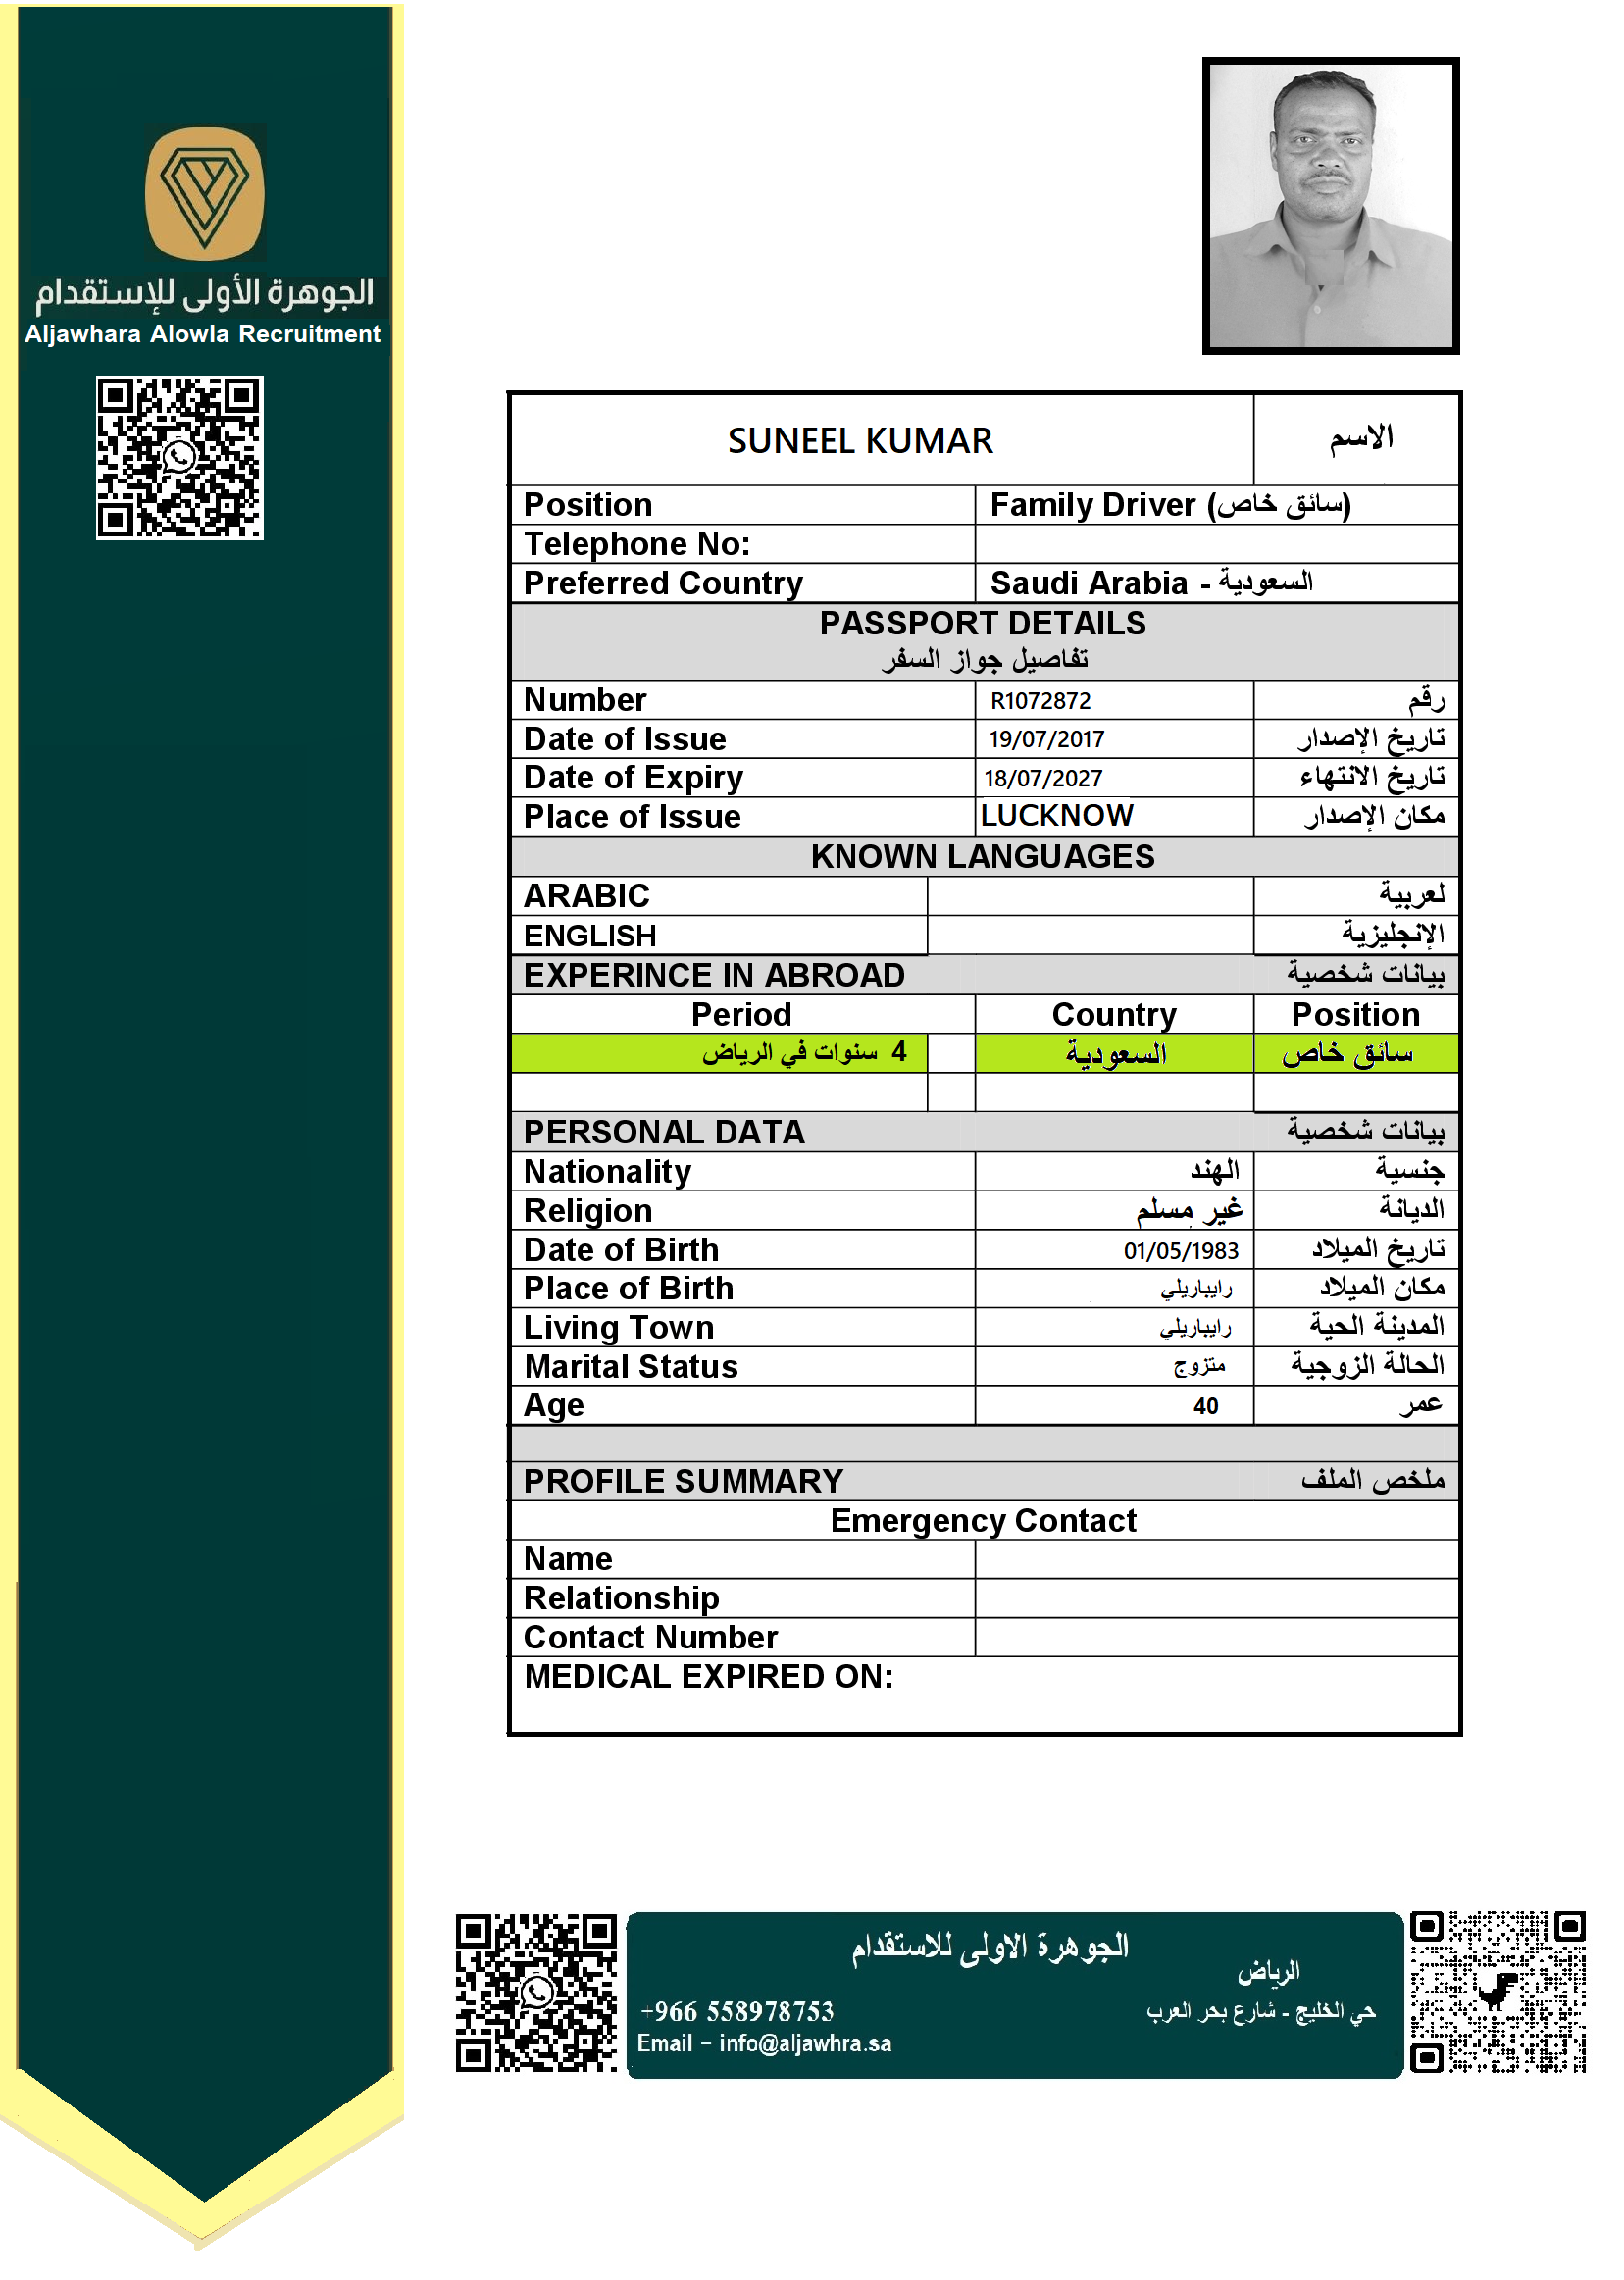 الجوهرة الأولى للإستقدام
Aljawhara Alowla Recruitment
SUNEEL KUMAR الاسم
Position Family Driver (سائق خاص)
Telephone No:
Preferred Country Saudi Arabia - السعودية
PASSPORT DETAILS
تفاصيل جواز السفر
Number R1072872 رقم
Date of Issue 19/07/2017 تاريخ الإصدار
Date of Expiry 18/07/2027 تاريخ الانتهاء
Place of Issue LUCKNOW مكان الإصدار
KNOWN LANGUAGES
ARABIC لعربية
ENGLISH الإنجليزية
EXPERINCE IN ABROAD بيانات شخصية
Period Country Position
4 سنوات في الرياض السعودية سائق خاص
PERSONAL DATA بيانات شخصية
Nationality الهند جنسية
Religion غير مسلم الديانة
Date of Birth 01/05/1983 تاريخ الميلاد
Place of Birth رايباريلي مكان الميلاد
Living Town رايباريلي المدينة الحية
Marital Status متزوج الحالة الزوجية
Age 40 عمر
PROFILE SUMMARY ملخص الملف
Emergency Contact
Name
Relationship
Contact Number
MEDICAL EXPIRED ON:
الجوهرة الاولى للاستقدام
الرياض
+966 558978753 حي الخليج - شارع بحر العرب
Email - info@aljawhra.sa